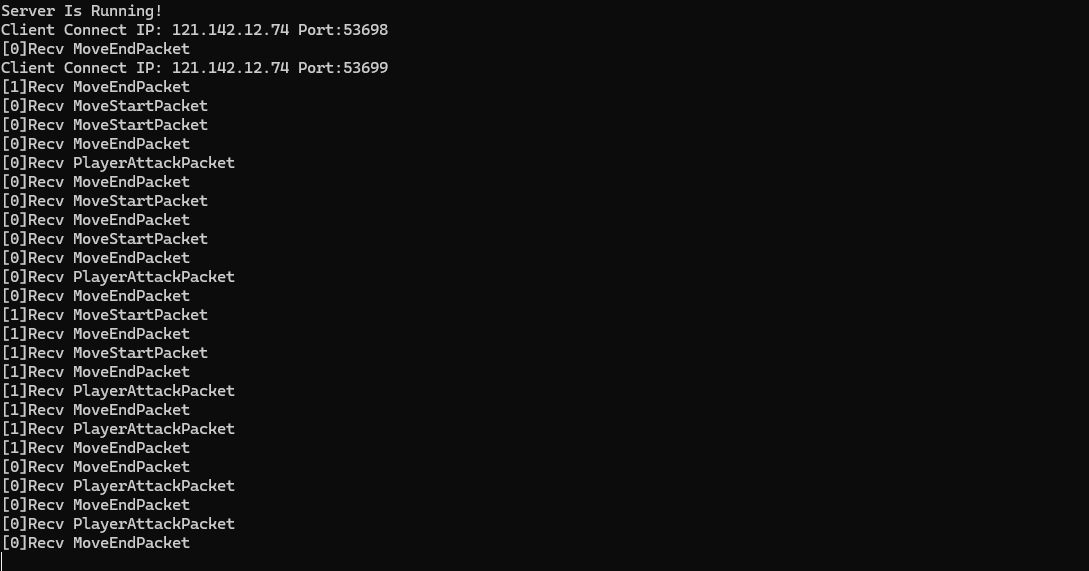 Server Is Running!
Client Connect IP: 121.142.12.74 Port:53698
[0]Recv MoveEndPacket
Client Connect IP: 121.142.12.74 Port:53699
[1]Recv MoveEndPacket
[0]Recv MoveStartPacket
[0]Recv MoveStartPacket
[0]Recv MoveEndPacket
[0]Recv PlayerAttackPacket
[0]Recv MoveEndPacket
[0]Recv MoveStartPacket
[0]Recv MoveEndPacket
[0]Recv MoveStartPacket
[0]Recv MoveEndPacket
[0]Recv PlayerAttackPacket
[0]Recv MoveEndPacket
[1]Recv MoveStartPacket
[1]Recv MoveEndPacket
[1]Recv MoveStartPacket
[1]Recv MoveEndPacket
[1]Recv PlayerAttackPacket
[1]Recv MoveEndPacket
[1]Recv PlayerAttackPacket
[1]Recv MoveEndPacket
[0]Recv MoveEndPacket
[0]Recv PlayerAttackPacket
[0]Recv MoveEndPacket
[0]Recv PlayerAttackPacket
[0]Recv MoveEndPacket